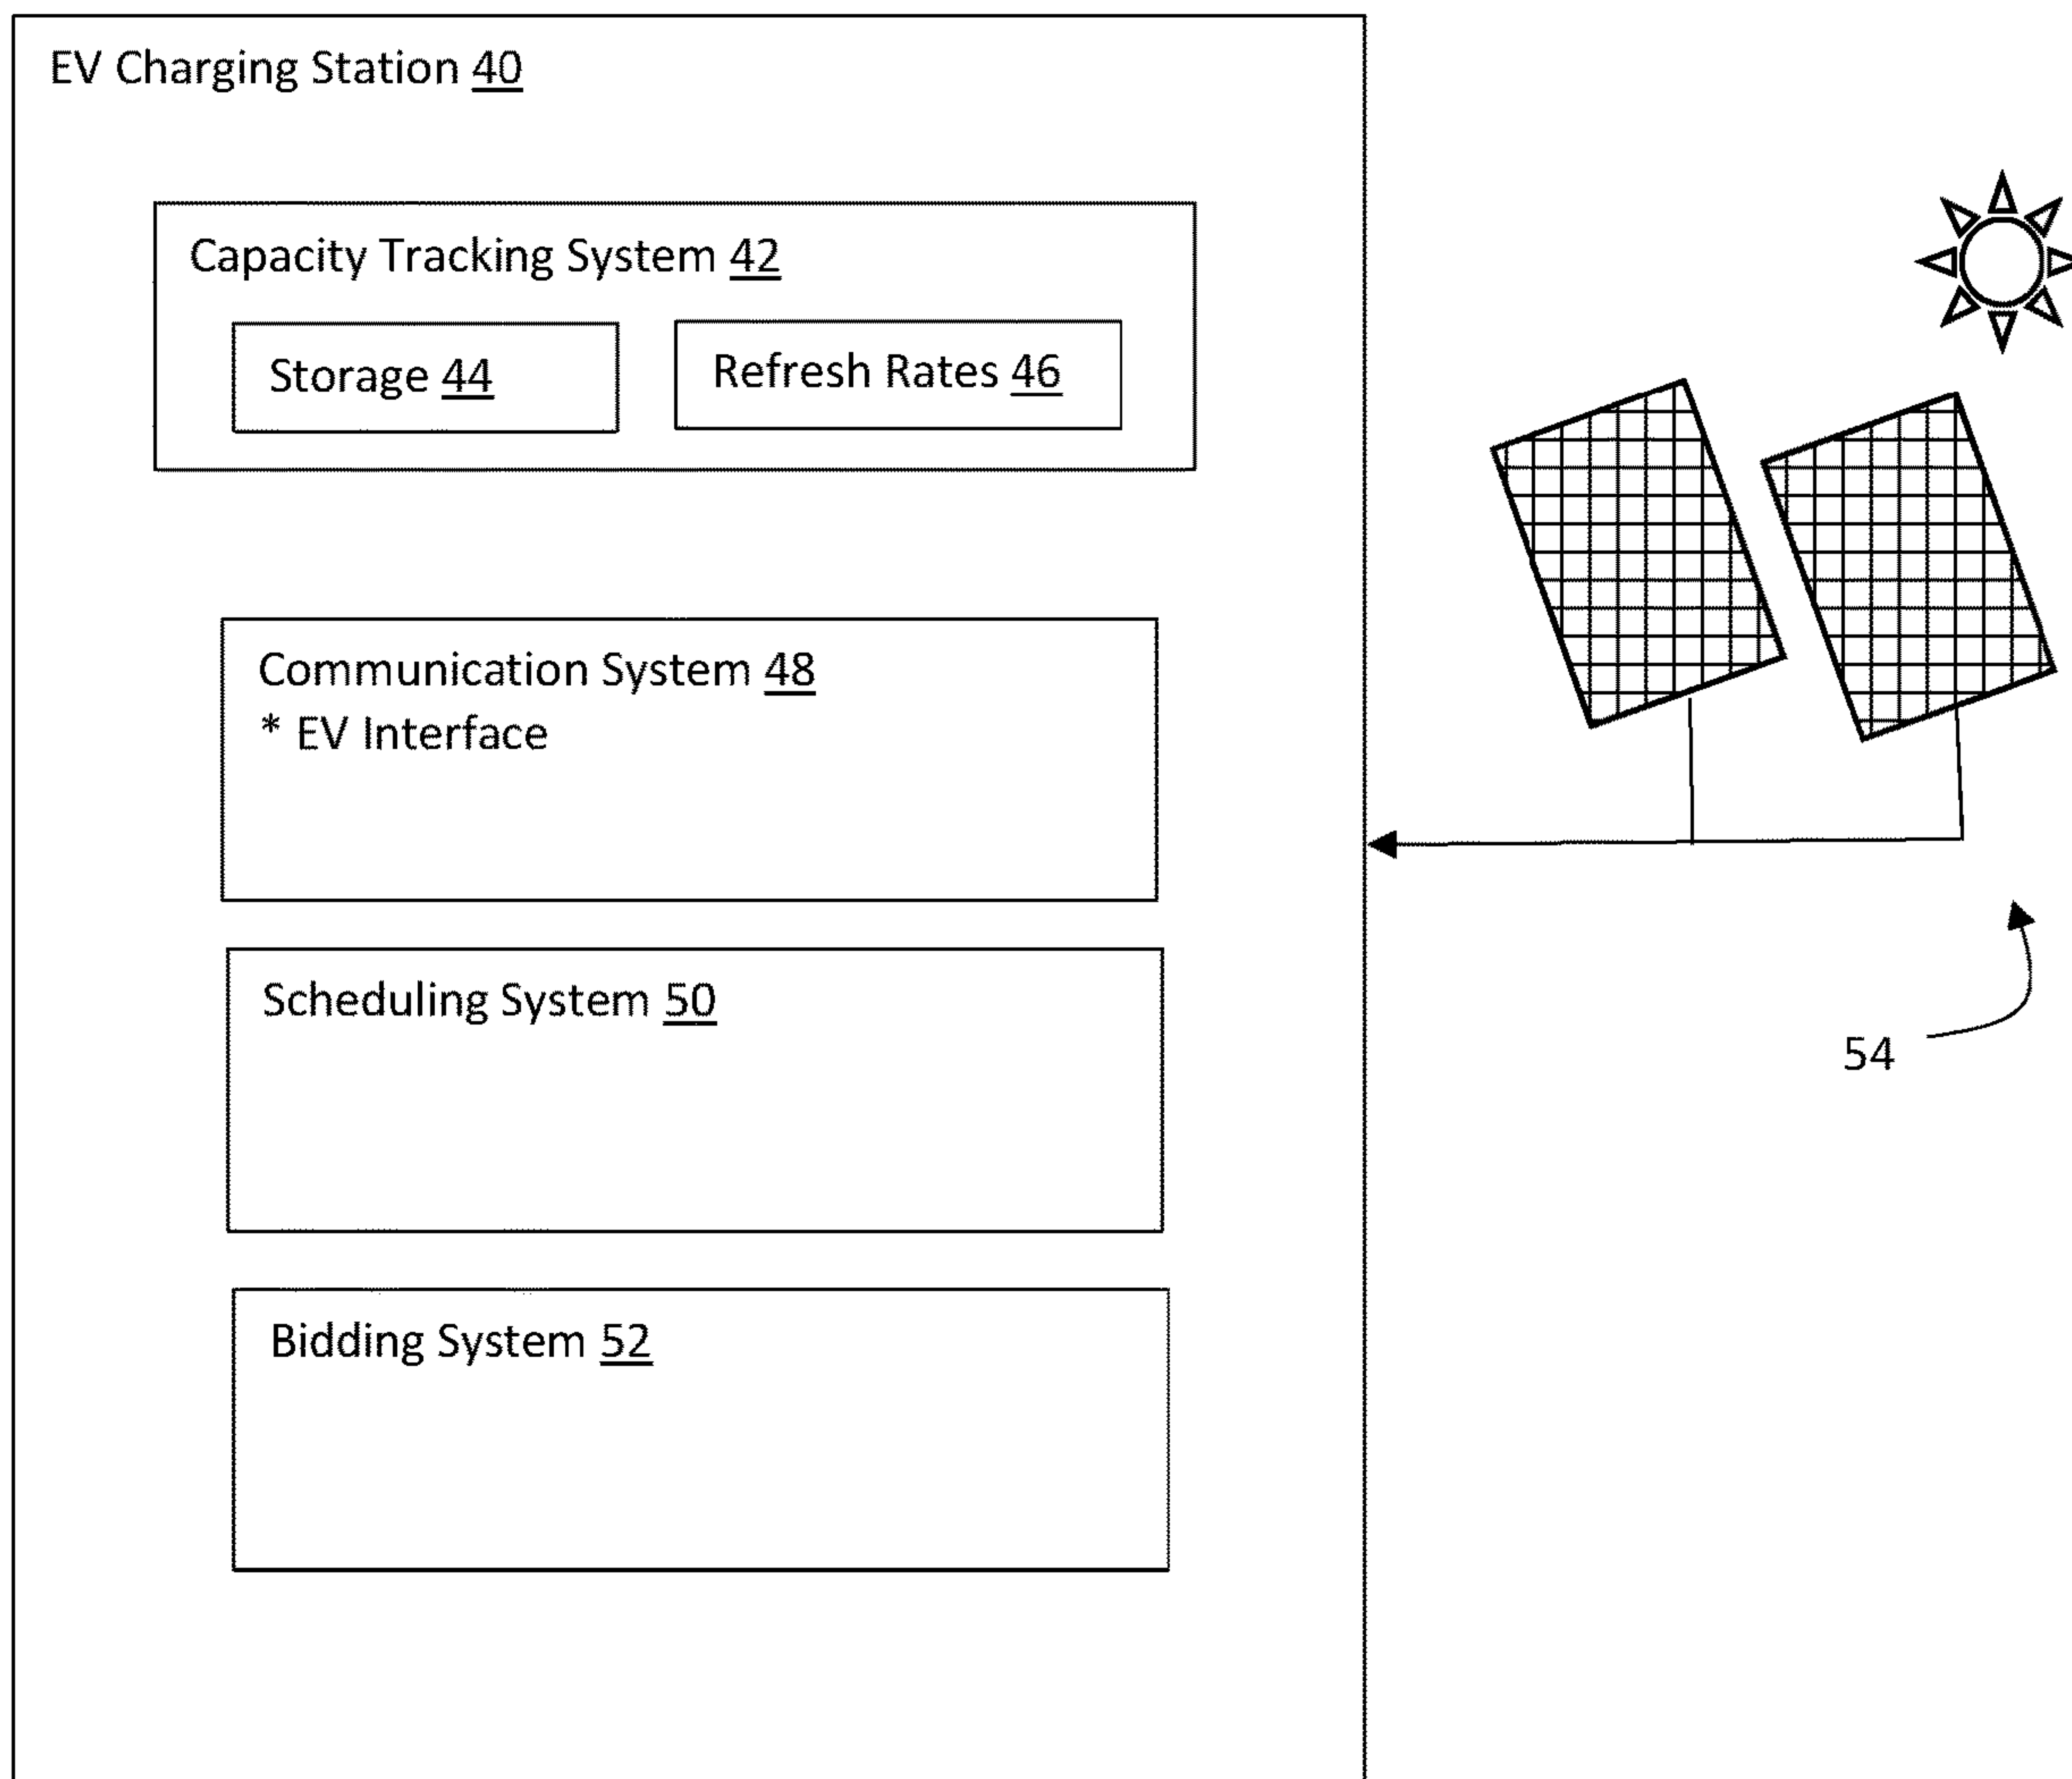 EV Charging Station 40
Capacity Tracking System 42
Storage 44
Refresh Rates 46
Communication System 48
* EV Interface
Scheduling System 50
54
Bidding System 52